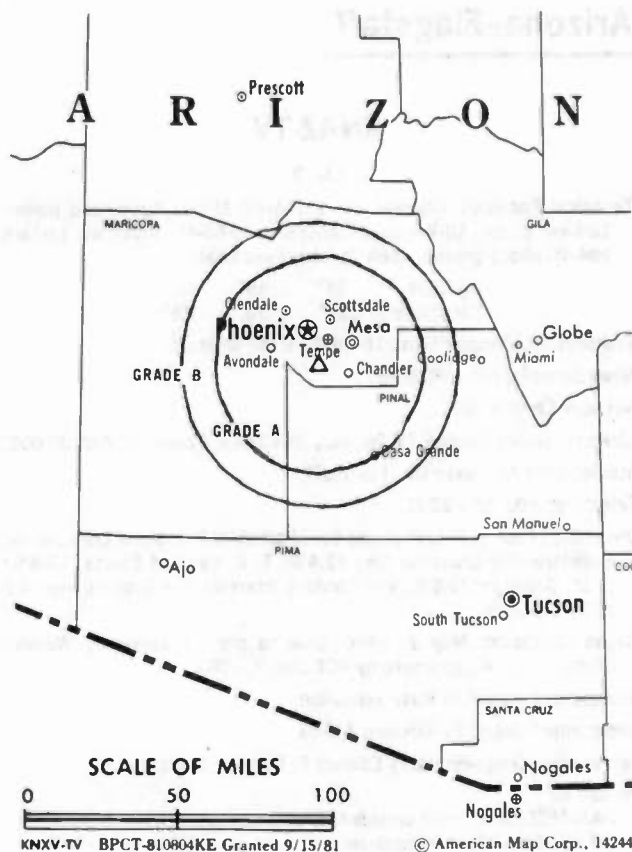 Prescott
A R I Z O N
MARICOPA
GILA
Glendale
Scottsdale
Phoenix
Mesa
Globe
Tempe
Miami
Avondale
Coolidge
Chandler
GRADE B
PINAL
GRADE A
Casa Grande
San Manuel
PIMA
Ajo
COC
Tucson
South Tucson
SANTA CRUZ
SCALE OF MILES
Nogales
0 50 100
Nogales
KNXV-TV BPCT-810804KE Granted 9/15/81 © American Map Corp., 14244